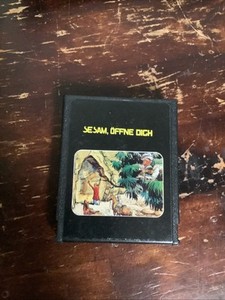 SESAM, ÖFFNE DICH